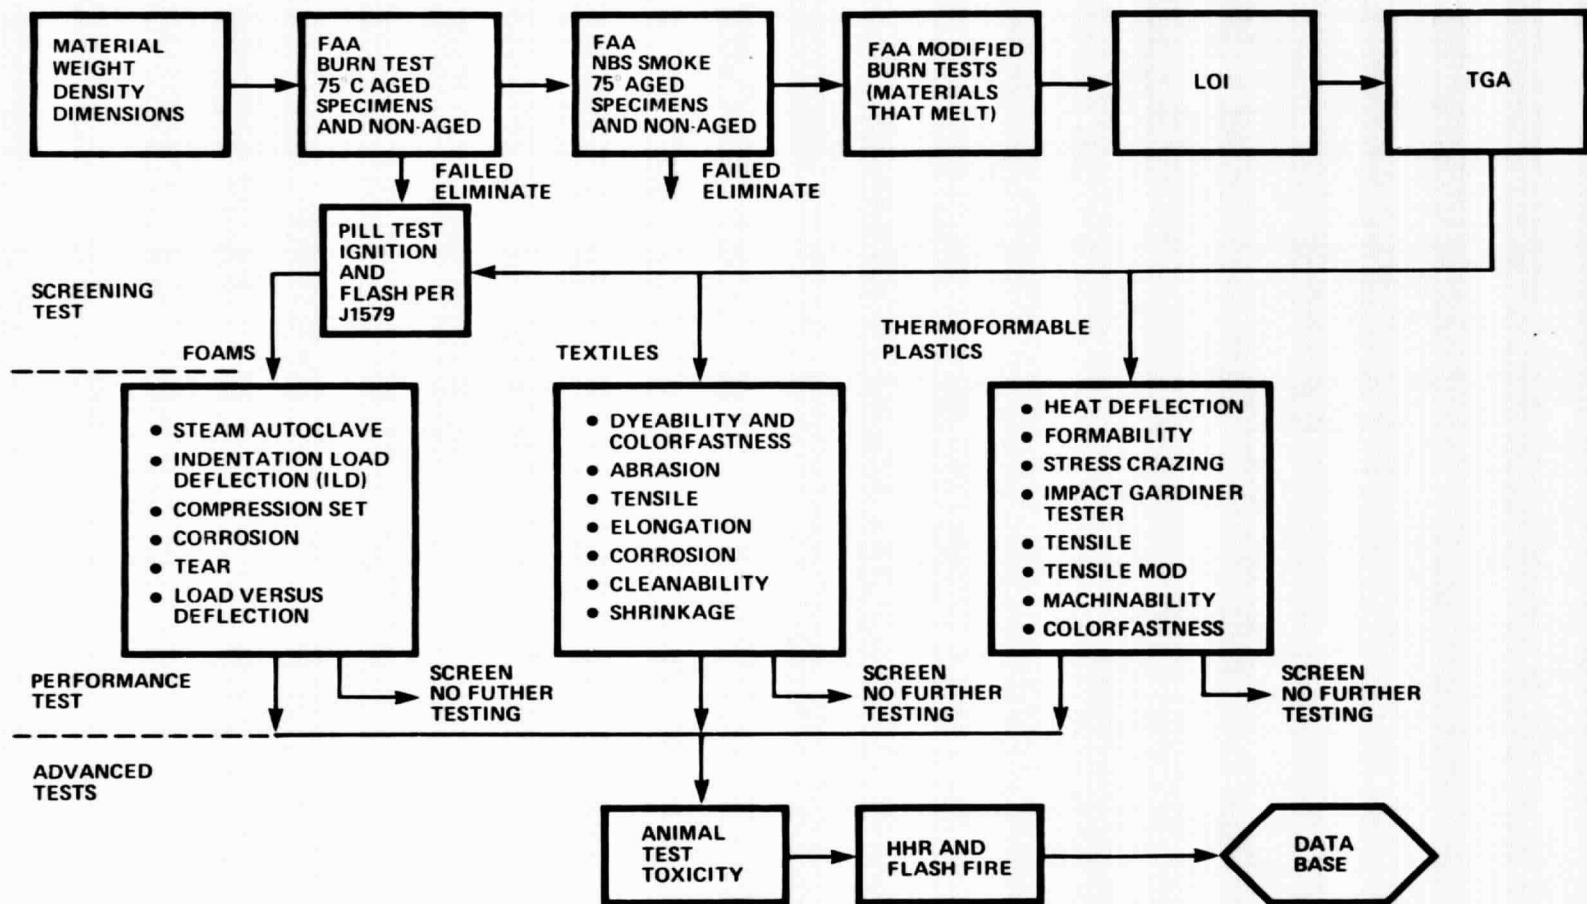 MATERIAL
WEIGHT
DENSITY
DIMENSIONS
FAA
BURN TEST
75°C AGED
SPECIMENS
AND NON-AGED
FAA
NBS SMOKE
75° AGED
SPECIMENS
AND NON-AGED
FAA MODIFIED
BURN TESTS
(MATERIALS
THAT MELT)
LOI
TGA
FAILED
ELIMINATE
FAILED
ELIMINATE
PILL TEST
IGNITION
AND
FLASH PER
J1579
SCREENING
TEST
FOAMS
TEXTILES
THERMOFORMABLE
PLASTICS
• STEAM AUTOCLAVE
• INDENTATION LOAD
DEFLECTION (ILD)
• COMPRESSION SET
• CORROSION
• TEAR
• LOAD VERSUS
DEFLECTION
• DYEABILITY AND
COLORFASTNESS
• ABRASION
• TENSILE
• ELONGATION
• CORROSION
• CLEANABILITY
• SHRINKAGE
• HEAT DEFLECTION
• FORMABILITY
• STRESS CRAZING
• IMPACT GARDINER
TESTER
• TENSILE
• TENSILE MOD
• MACHINABILITY
• COLORFASTNESS
PERFORMANCE
TEST
SCREEN
NO FUTHER
TESTING
SCREEN
NO FURTHER
TESTING
SCREEN
NO FURTHER
TESTING
ADVANCED
TESTS
ANIMAL
TEST
TOXICITY
HHR AND
FLASH FIRE
DATA
BASE